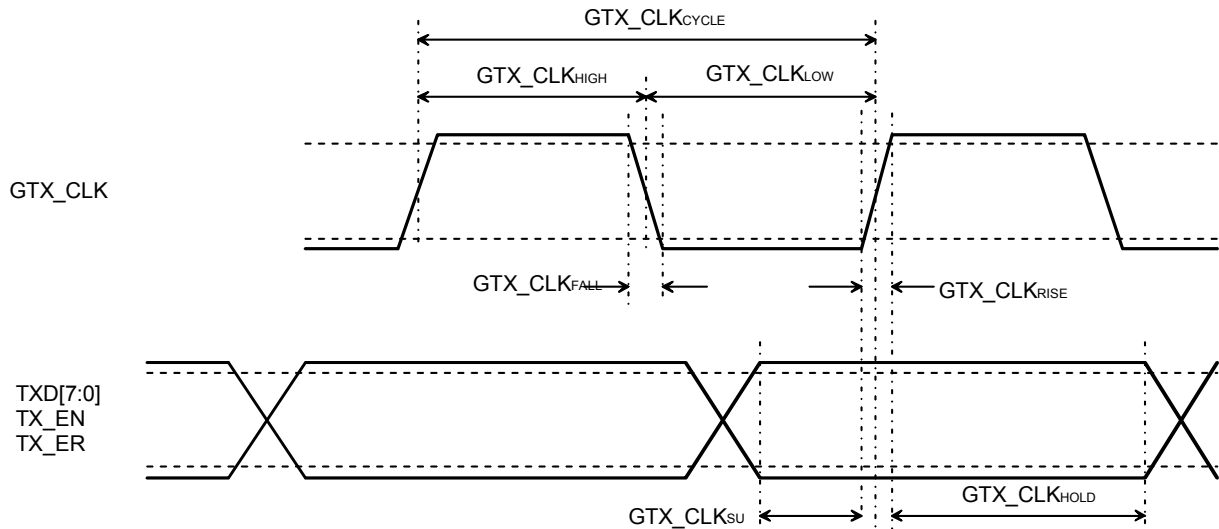 GTX_CLKCYCLE
GTX_CLKHIGH
GTX_CLKLOW
GTX_CLK
GTX_CLKFALL
GTX_CLKRISE
TXD[7:0]
TX_EN
TX_ER
GTX_CLKHOLD
GTX_CLKSU